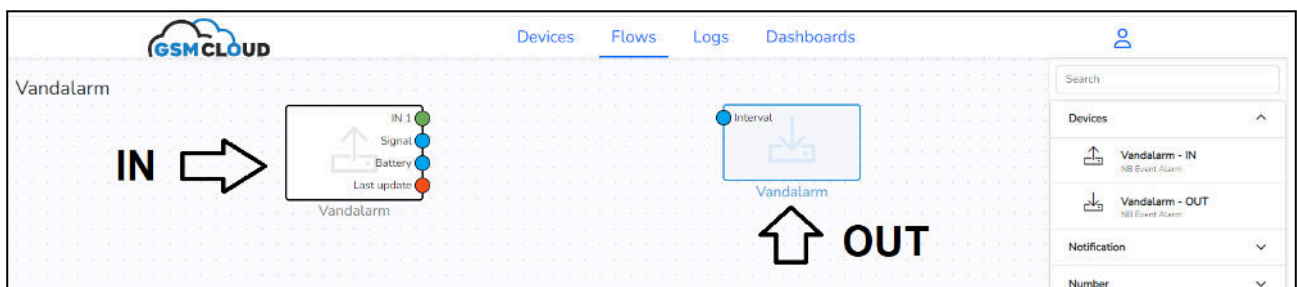 GSMCLOUD
Devices Flows Logs Dashboards
Vandalarm
IN
IN 1
Signal
Battery
Last update
Vandalarm
Interval
Vandalarm
OUT
Search
Devices
Vandalarm - IN
NB Event Alarm
Vandalarm - OUT
NB Event Alarm
Notification
Number